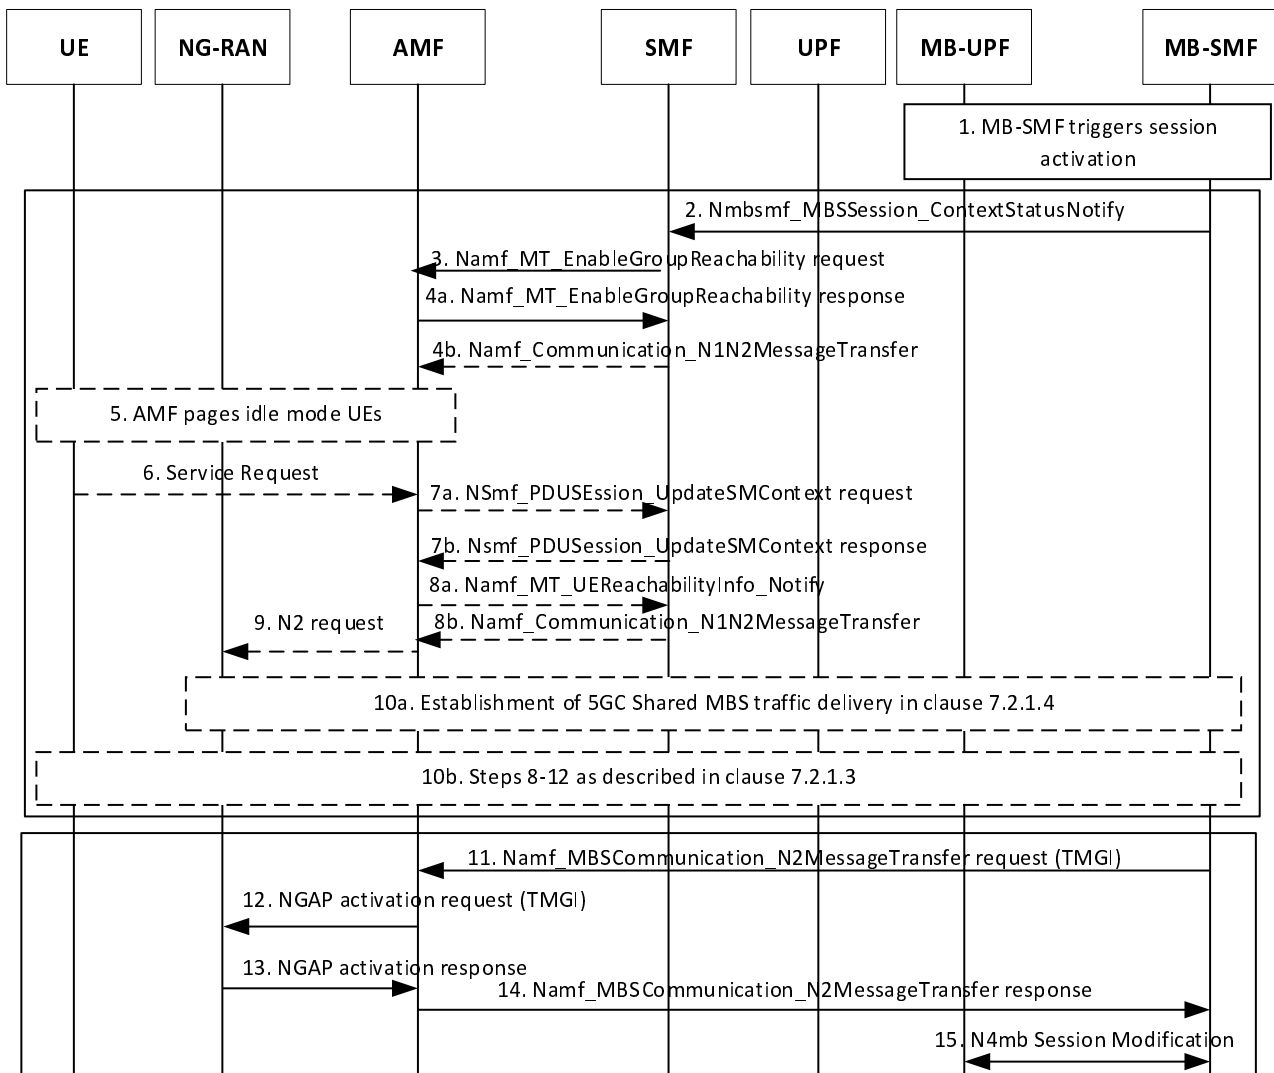 UE NG-RAN AMF SMF UPF MB-UPF MB-SMF
1. MB-SMF triggers session
activation
2. Nmbsmf_MBSSession_ContextStatusNotify
3. Namf_MT_EnableGroupReachability request
4a. Namf_MT_EnableGroupReachability response
4b. Namf_Communication_N1N2MessageTransfer
5. AMF pages idle mode UEs
6. Service Request
7a. NSmf_PDUSEssion_UpdateSMContext request
7b. Nsmf_PDUSession_UpdateSMContext response
8a. Namf_MT_UEReachabilityInfo_Notify
8b. Namf_Communication_N1N2MessageTransfer
9. N2 request
10a. Establishment of 5GC Shared MBS traffic delivery in clause 7.2.1.4
10b. Steps 8-12 as described in clause 7.2.1.3
11. Namf_MBSCommunication_N2MessageTransfer request (TMGI)
12. NGAP activation request (TMGI)
13. NGAP activation response
14. Namf_MBSCommunication_N2MessageTransfer response
15. N4mb Session Modification